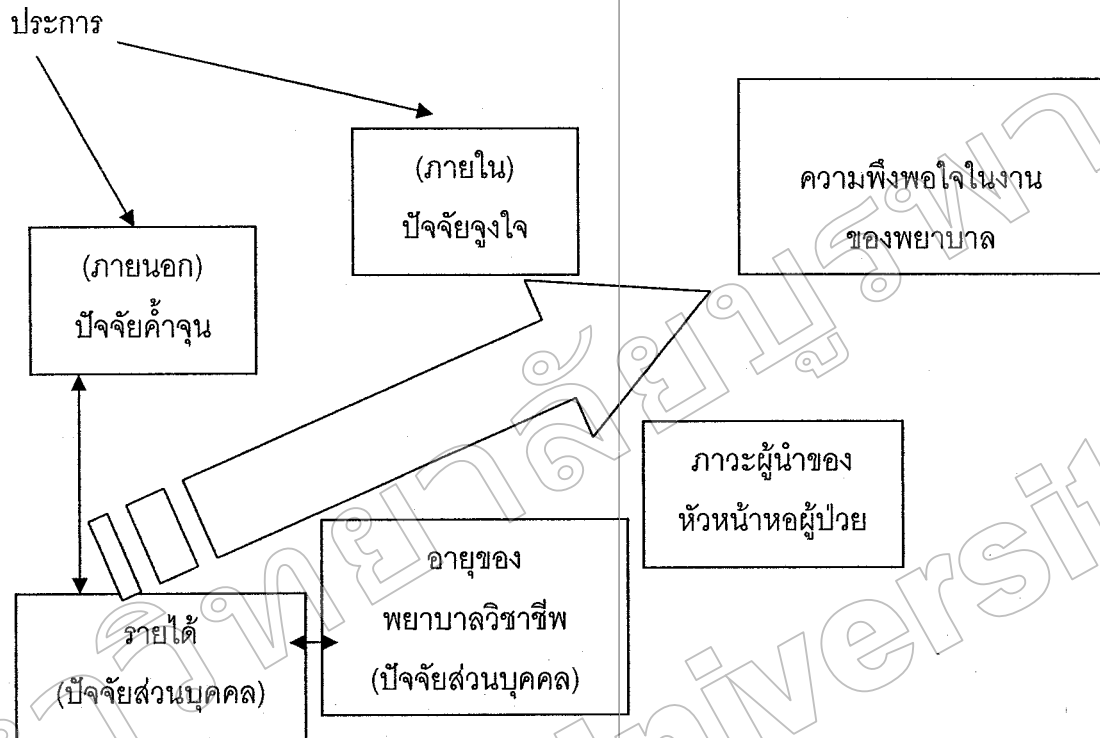 ประการ
(ภายใน)
ปัจจัยจูงใจ
ความพึงพอใจในงาน
ของพยาบาล
(ภายนอก)
ปัจจัยค้ำจุน
ภาวะผู้นำของ
หัวหน้าหอผู้ป่วย
อายุของ
พยาบาลวิชาชีพ
(ปัจจัยส่วนบุคคล)
รายได้
(ปัจจัยส่วนบุคคล)